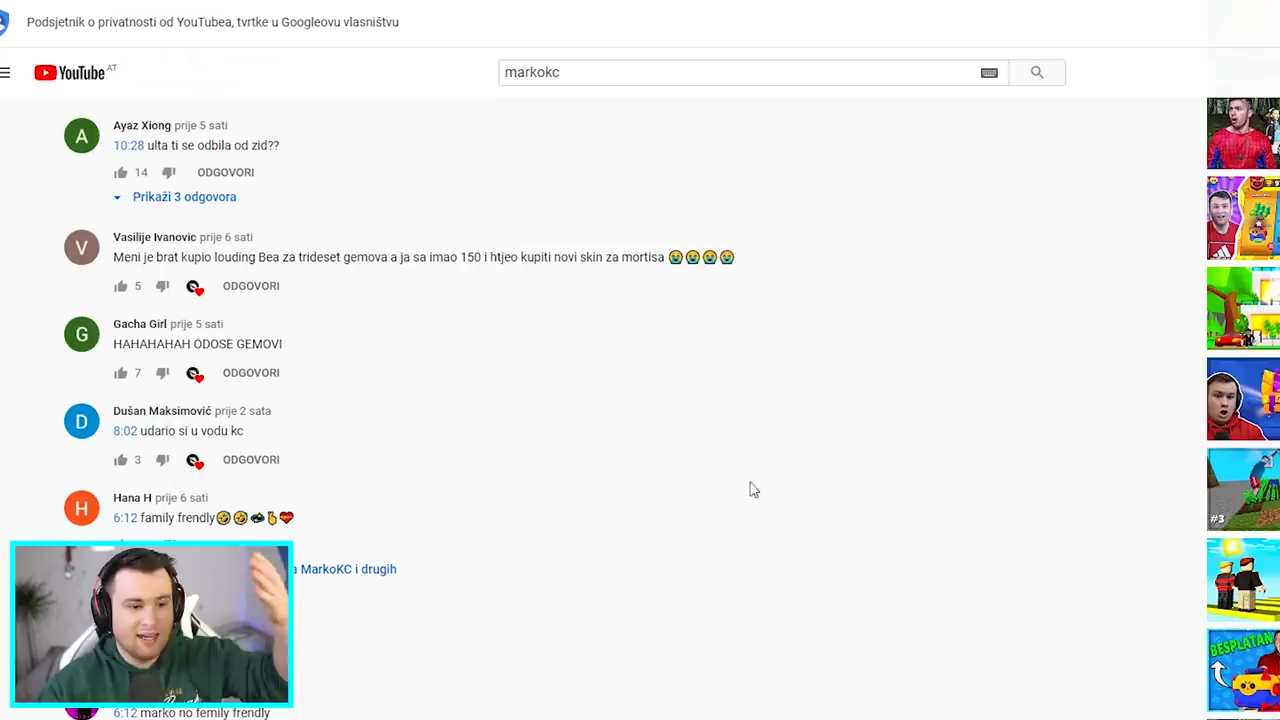 Podsjetnik o privatnosti od YouTubea, tvrtke u Googleovu vlasništvu
YouTube AT
markokc
Ayaz Xiong prije 5 sati
10:28 ulta ti se odbila od zid??
14 ODGOVORI
Prikaži 3 odgovora
Vasilije Ivanovic prije 6 sati
Meni je brat kupio louding Bea za trideset gemova a ja sa imao 150 i htjeo kupiti novi skin za mortisa 😭😭😭😭
5 ODGOVORI
Gacha Girl prije 5 sati
HAHAHAHAH ODOSE GEMOVI
7 ODGOVORI
Dušan Maksimović prije 2 sata
8:02 udario si u vodu kc
3 ODGOVORI
Hana H prije 6 sati
6:12 family frendly
a MarkoKC i drugih
6:12 marko no femily frendly
#3
BESPLATAN